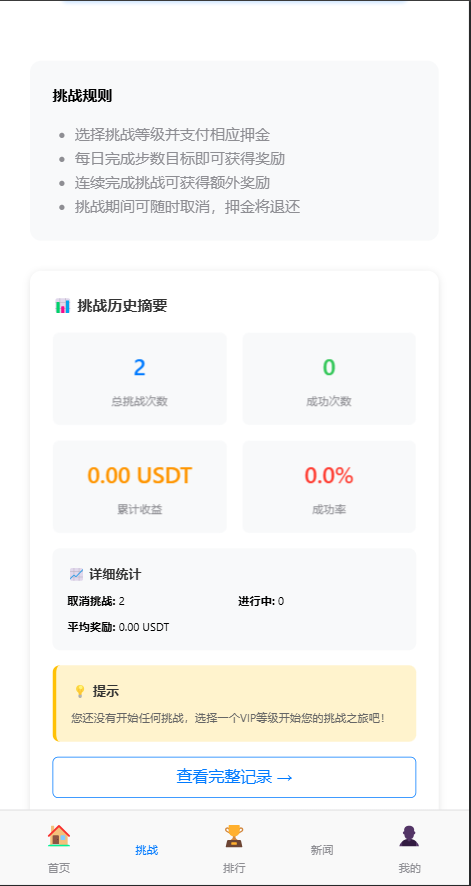 挑战规则
选择挑战等级并支付相应押金
每日完成步数目标即可获得奖励
连续完成挑战可获得额外奖励
挑战期间可随时取消，押金将退还
挑战历史摘要
2
0
总挑战次数
成功次数
0.00 USDT
0.0%
累计收益
成功率
详细统计
取消挑战: 2
进行中: 0
平均奖励: 0.00 USDT
提示
您还没有开始任何挑战，选择一个VIP等级开始您的挑战之旅吧！
查看完整记录 →
首页
挑战
排行
新闻
我的